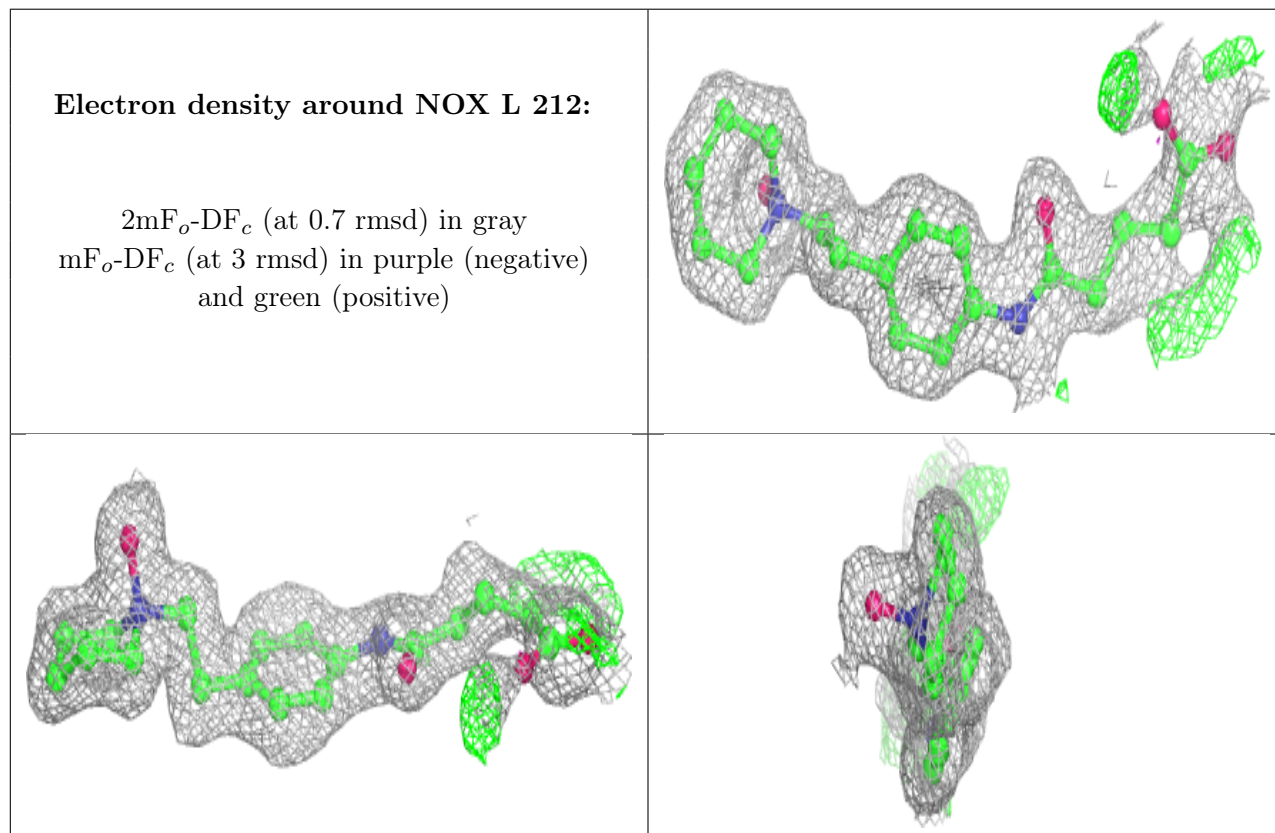 Electron density around NOX L 212:
2mFₒ-DF𝒸 (at 0.7 rmsd) in gray
mFₒ-DF𝒸 (at 3 rmsd) in purple (negative)
and green (positive)